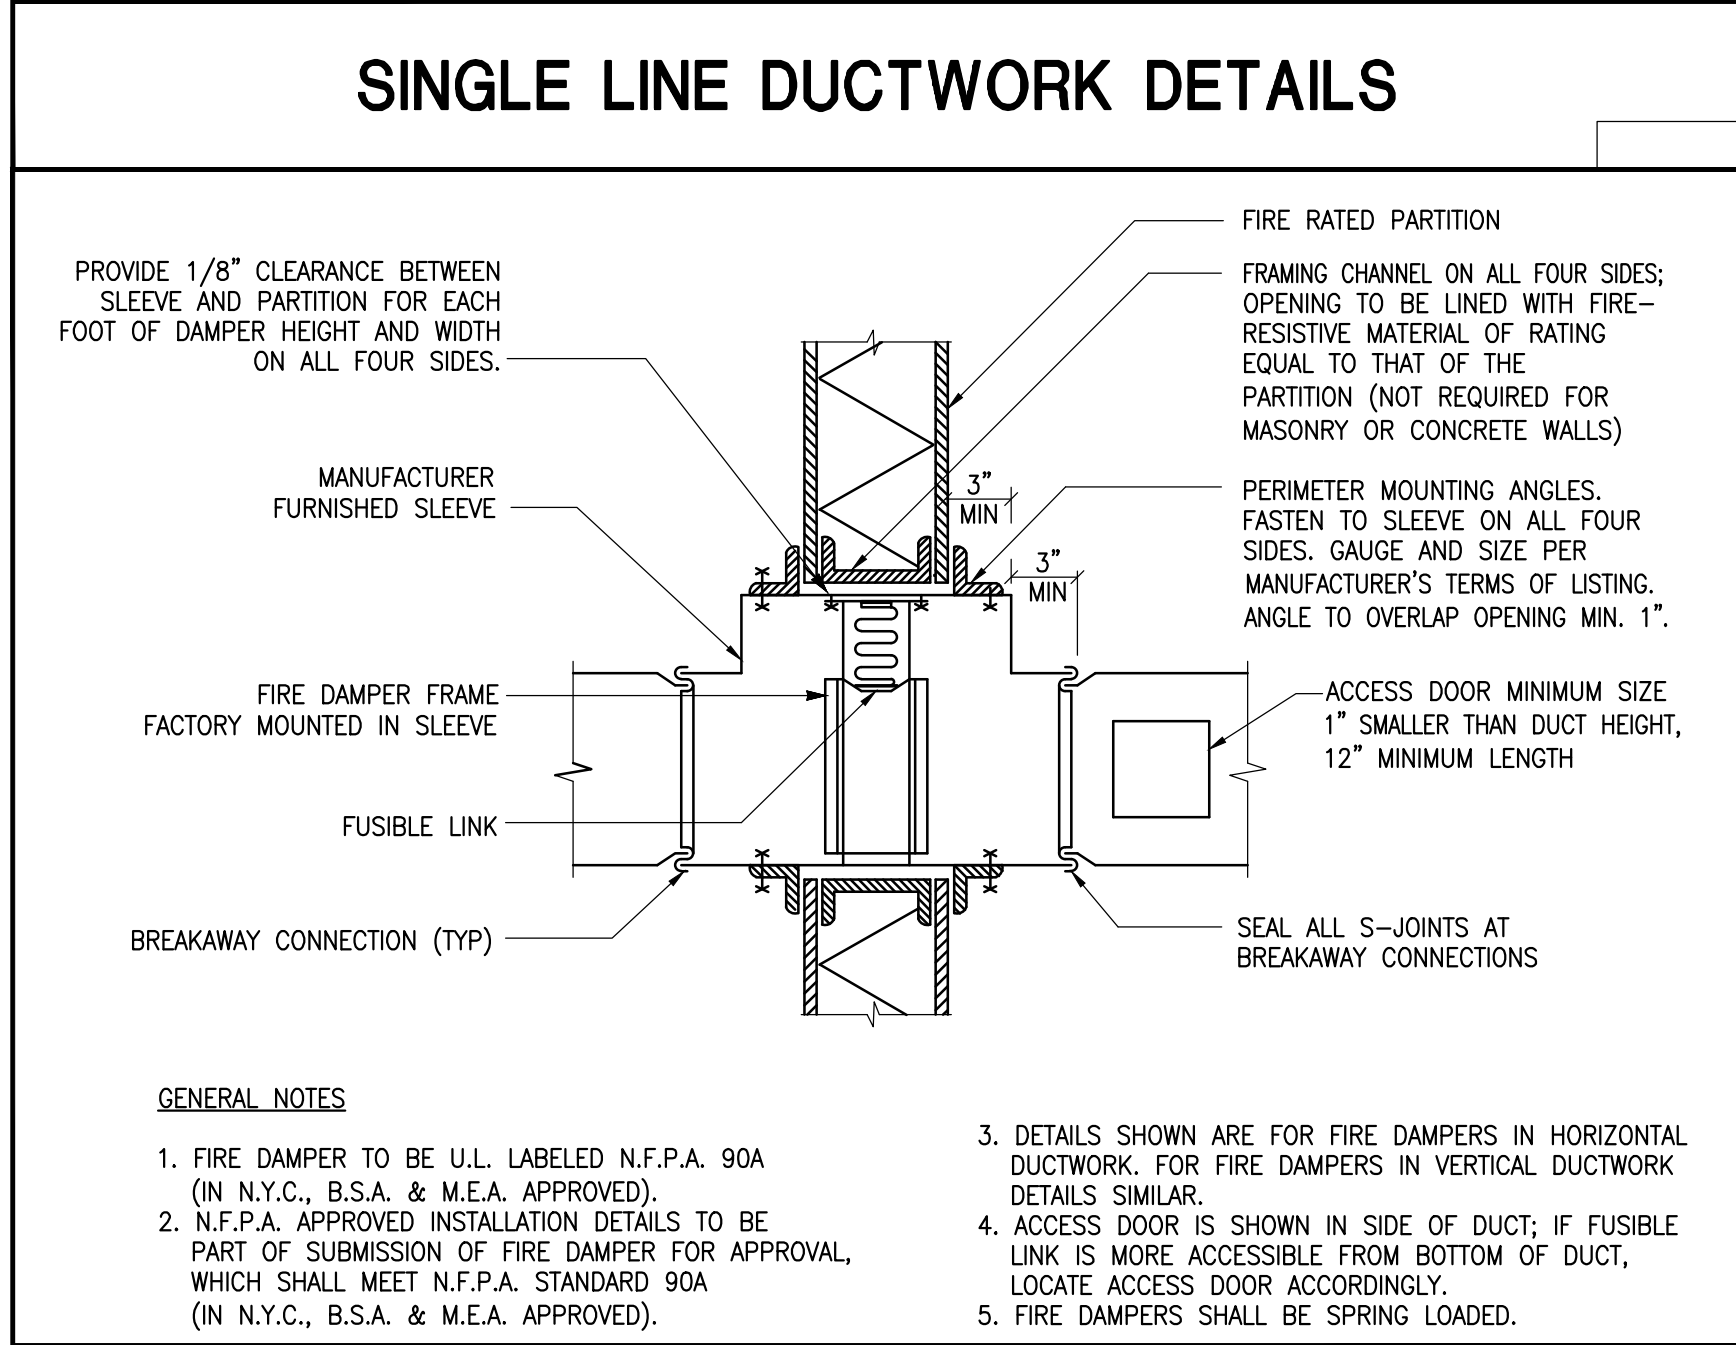 SINGLE LINE DUCTWORK DETAILS
PROVIDE 1/8” CLEARANCE BETWEEN
SLEEVE AND PARTITION FOR EACH
FOOT OF DAMPER HEIGHT AND WIDTH
ON ALL FOUR SIDES.
MANUFACTURER
FURNISHED SLEEVE
FIRE DAMPER FRAME
FACTORY MOUNTED IN SLEEVE
FUSIBLE LINK
BREAKAWAY CONNECTION (TYP)
3”
MIN
3”
MIN
FIRE RATED PARTITION
FRAMING CHANNEL ON ALL FOUR SIDES;
OPENING TO BE LINED WITH FIRE–
RESISTIVE MATERIAL OF RATING
EQUAL TO THAT OF THE
PARTITION (NOT REQUIRED FOR
MASONRY OR CONCRETE WALLS)
PERIMETER MOUNTING ANGLES.
FASTEN TO SLEEVE ON ALL FOUR
SIDES. GAUGE AND SIZE PER
MANUFACTURER’S TERMS OF LISTING.
ANGLE TO OVERLAP OPENING MIN. 1”.
ACCESS DOOR MINIMUM SIZE
1” SMALLER THAN DUCT HEIGHT,
12” MINIMUM LENGTH
SEAL ALL S–JOINTS AT
BREAKAWAY CONNECTIONS
GENERAL NOTES
1. FIRE DAMPER TO BE U.L. LABELED N.F.P.A. 90A
(IN N.Y.C., B.S.A. & M.E.A. APPROVED).
2. N.F.P.A. APPROVED INSTALLATION DETAILS TO BE
PART OF SUBMISSION OF FIRE DAMPER FOR APPROVAL,
WHICH SHALL MEET N.F.P.A. STANDARD 90A
(IN N.Y.C., B.S.A. & M.E.A. APPROVED).
3. DETAILS SHOWN ARE FOR FIRE DAMPERS IN HORIZONTAL
DUCTWORK. FOR FIRE DAMPERS IN VERTICAL DUCTWORK
DETAILS SIMILAR.
4. ACCESS DOOR IS SHOWN IN SIDE OF DUCT; IF FUSIBLE
LINK IS MORE ACCESSIBLE FROM BOTTOM OF DUCT,
LOCATE ACCESS DOOR ACCORDINGLY.
5. FIRE DAMPERS SHALL BE SPRING LOADED.